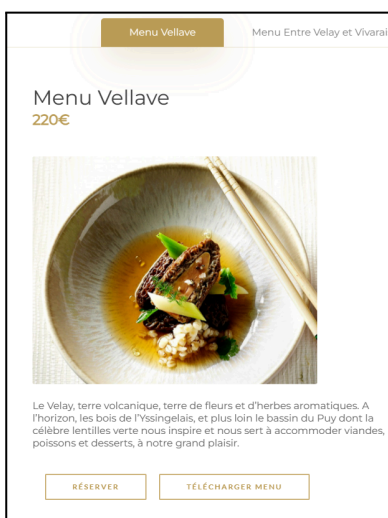 Menu Vellave
Menu Entre Velay et Vivarai
Menu Vellave
220€
Le Velay, terre volcanique, terre de fleurs et d'herbes aromatiques. A
l'horizon, les bois de l'Yssingelais, et plus loin le bassin du Puy dont la
célèbre lentilles verte nous inspire et nous sert à accommoder viandes,
poissons et desserts, à notre grand plaisir.
RÉSERVER
TÉLÉCHARGER MENU